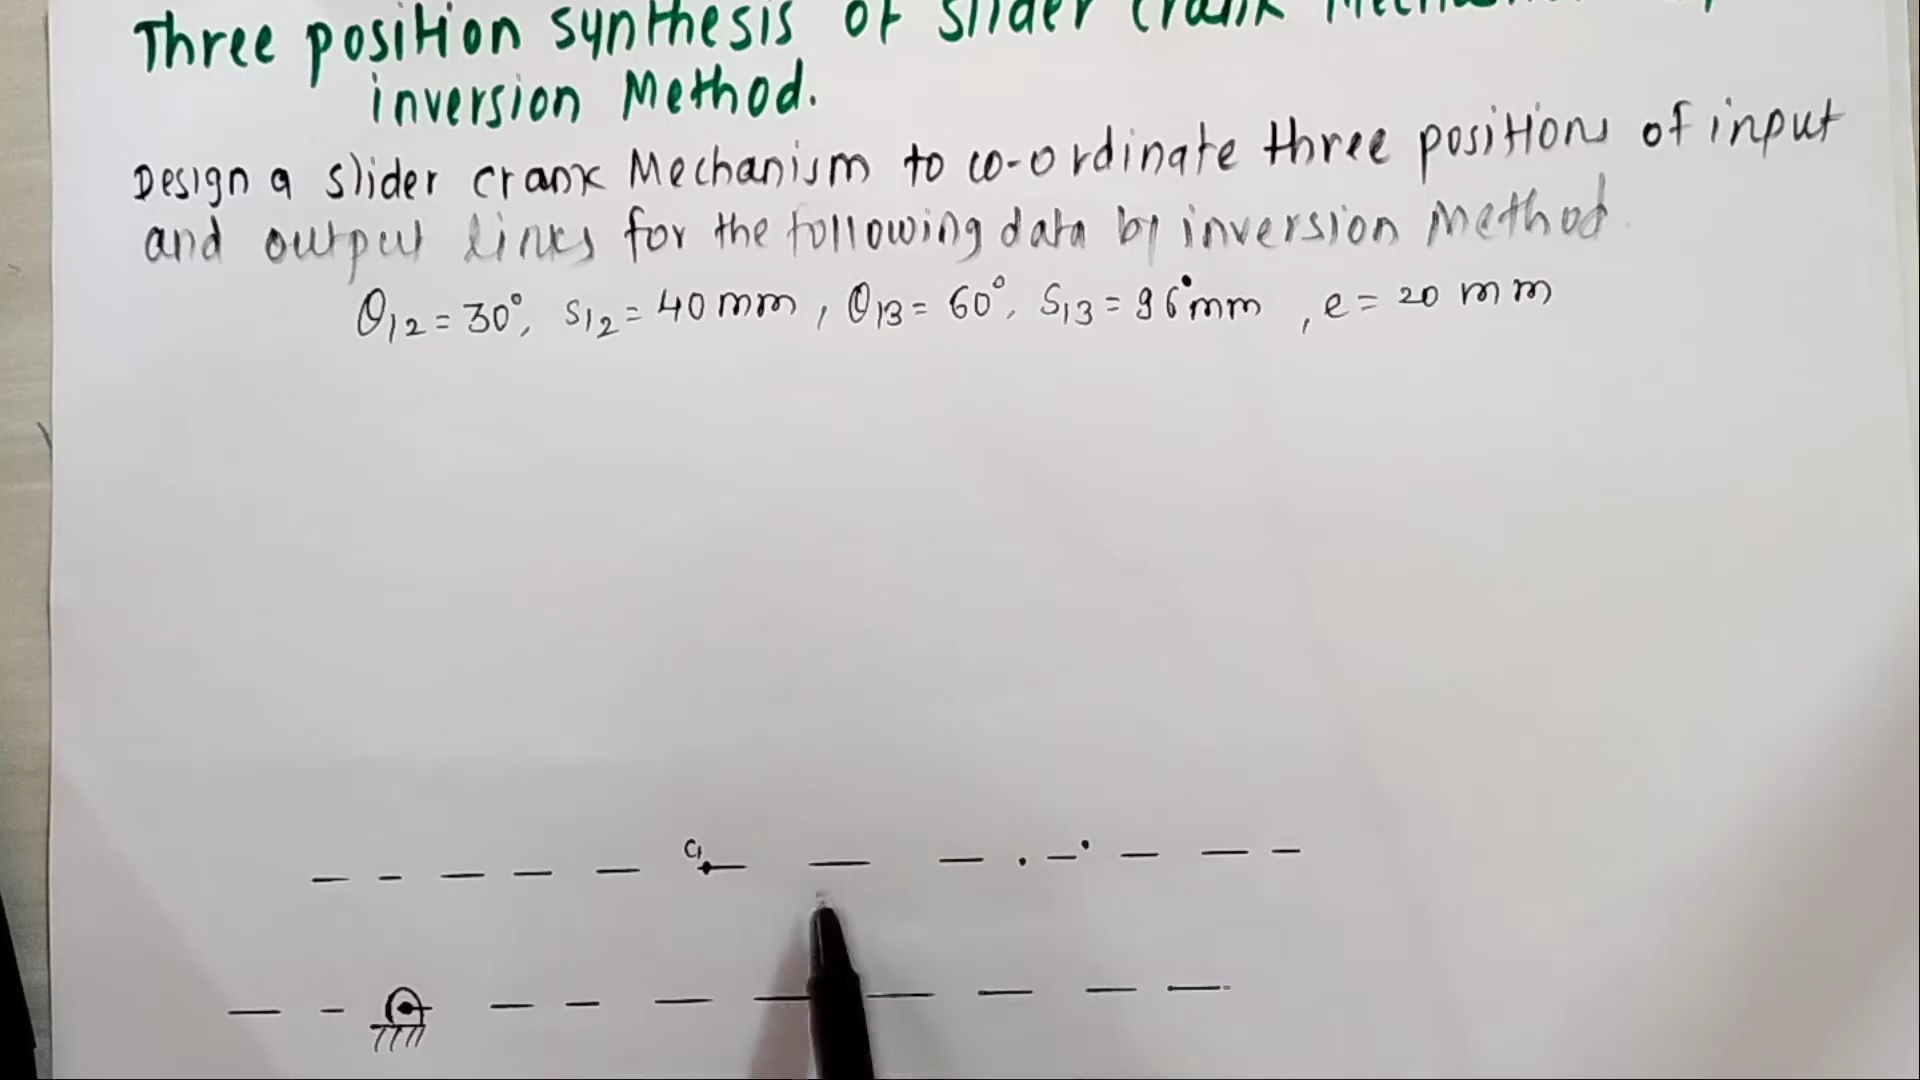 Three position synthesis of slider crank
inversion Method.
Design a slider crank Mechanism to co-ordinate three positions of input
and output links for the following data by inversion Method.
θ12 = 30°, S12 = 40 mm, θ13 = 60°, S13 = 96 mm, e = 20 mm
C1